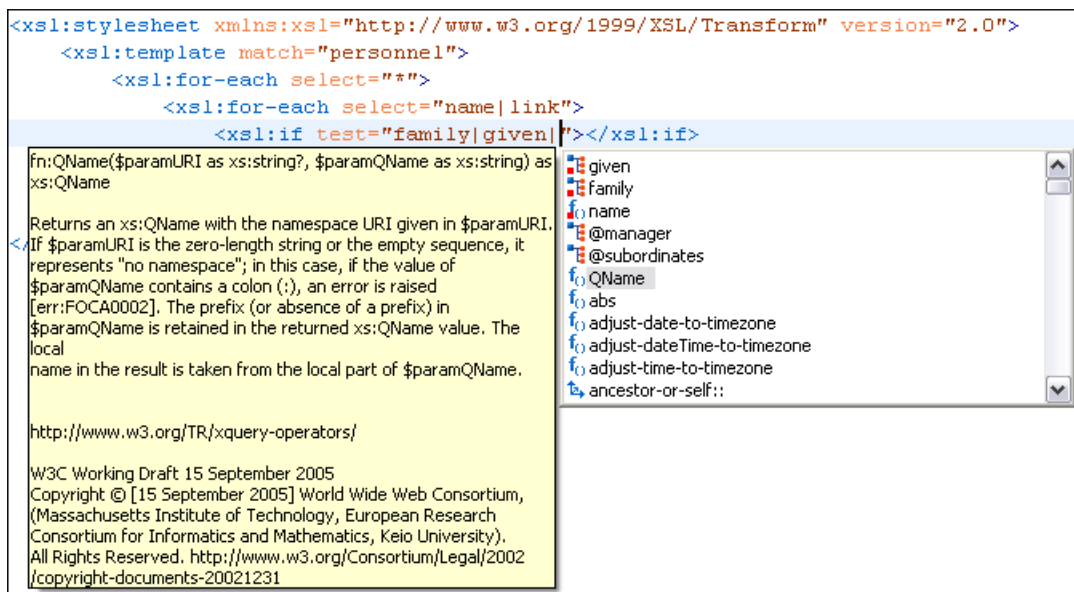 <xsl:stylesheet xmlns:xsl="http://www.w3.org/1999/XSL/Transform" version="2.0">
<xsl:template match="personnel">
<xsl:for-each select="*">
<xsl:for-each select="name|link">
<xsl:if test="family|given|"></xsl:if>
</
fn:QName($paramURI as xs:string?, $paramQName as xs:string) as
xs:QName
Returns an xs:QName with the namespace URI given in $paramURI.
If $paramURI is the zero-length string or the empty sequence, it
represents "no namespace"; in this case, if the value of
$paramQName contains a colon (:), an error is raised
[err:FOCA0002]. The prefix (or absence of a prefix) in
$paramQName is retained in the returned xs:QName value. The
local
name in the result is taken from the local part of $paramQName.
http://www.w3.org/TR/xquery-operators/
W3C Working Draft 15 September 2005
Copyright © [15 September 2005] World Wide Web Consortium,
(Massachusetts Institute of Technology, European Research
Consortium for Informatics and Mathematics, Keio University).
All Rights Reserved. http://www.w3.org/Consortium/Legal/2002
/copyright-documents-20021231
given
family
f() name
@manager
@subordinates
f() QName
f() abs
f() adjust-date-to-timezone
f() adjust-dateTime-to-timezone
f() adjust-time-to-timezone
ancestor-or-self::